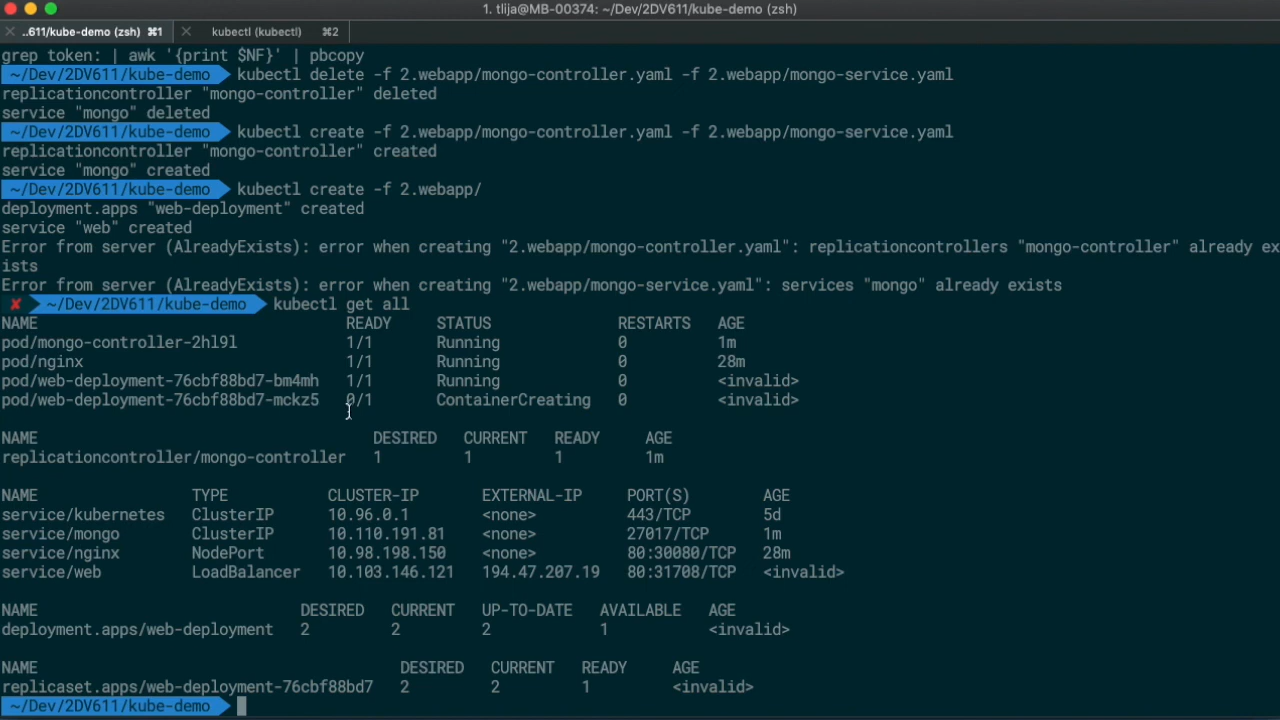 1. tlija@MB-00374: ~/Dev/2DV611/kube-demo (zsh)
..611/kube-demo (zsh) ⌘1 kubectl (kubectl) ⌘2
grep token: | awk '{print $NF}' | pbcopy
~/Dev/2DV611/kube-demo kubectl delete -f 2.webapp/mongo-controller.yaml -f 2.webapp/mongo-service.yaml
replicationcontroller "mongo-controller" deleted
service "mongo" deleted
~/Dev/2DV611/kube-demo kubectl create -f 2.webapp/mongo-controller.yaml -f 2.webapp/mongo-service.yaml
replicationcontroller "mongo-controller" created
service "mongo" created
~/Dev/2DV611/kube-demo kubectl create -f 2.webapp/
deployment.apps "web-deployment" created
service "web" created
Error from server (AlreadyExists): error when creating "2.webapp/mongo-controller.yaml": replicationcontrollers "mongo-controller" already ex
ists
Error from server (AlreadyExists): error when creating "2.webapp/mongo-service.yaml": services "mongo" already exists
✘ ~/Dev/2DV611/kube-demo kubectl get all
NAME READY STATUS RESTARTS AGE
pod/mongo-controller-2hl9l 1/1 Running 0 1m
pod/nginx 1/1 Running 0 28m
pod/web-deployment-76cbf88bd7-bm4mh 1/1 Running 0 <invalid>
pod/web-deployment-76cbf88bd7-mckz5 0/1 ContainerCreating 0 <invalid>
NAME DESIRED CURRENT READY AGE
replicationcontroller/mongo-controller 1 1 1 1m
NAME TYPE CLUSTER-IP EXTERNAL-IP PORT(S) AGE
service/kubernetes ClusterIP 10.96.0.1 <none> 443/TCP 5d
service/mongo ClusterIP 10.110.191.81 <none> 27017/TCP 1m
service/nginx NodePort 10.98.198.150 <none> 80:30080/TCP 28m
service/web LoadBalancer 10.103.146.121 194.47.207.19 80:31708/TCP <invalid>
NAME DESIRED CURRENT UP-TO-DATE AVAILABLE AGE
deployment.apps/web-deployment 2 2 2 1 <invalid>
NAME DESIRED CURRENT READY AGE
replicaset.apps/web-deployment-76cbf88bd7 2 2 1 <invalid>
~/Dev/2DV611/kube-demo